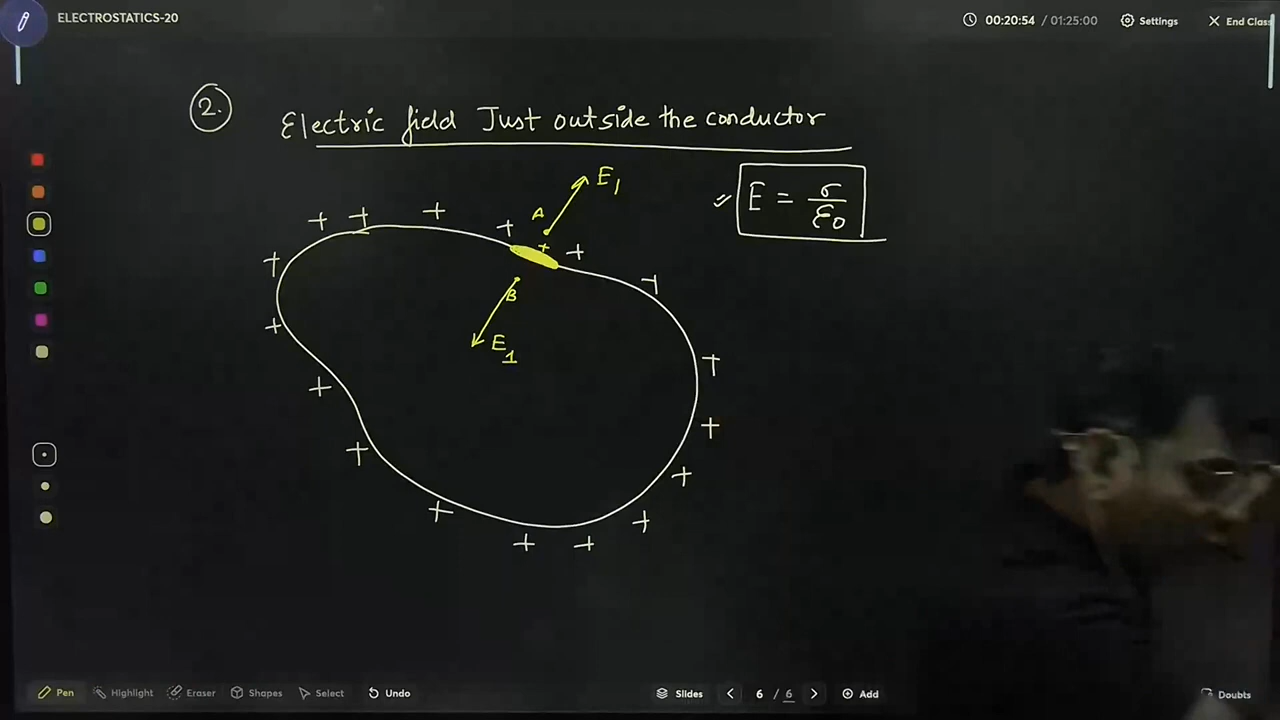 ELECTROSTATICS-20
00:20:54 / 01:25:00
Settings
End Class
2.
Electric field Just outside the conductor
E = σ/ε0
E1
A
B
E1
Pen
Highlight
Eraser
Shapes
Select
Undo
Slides
6 / 6
Add
Doubts